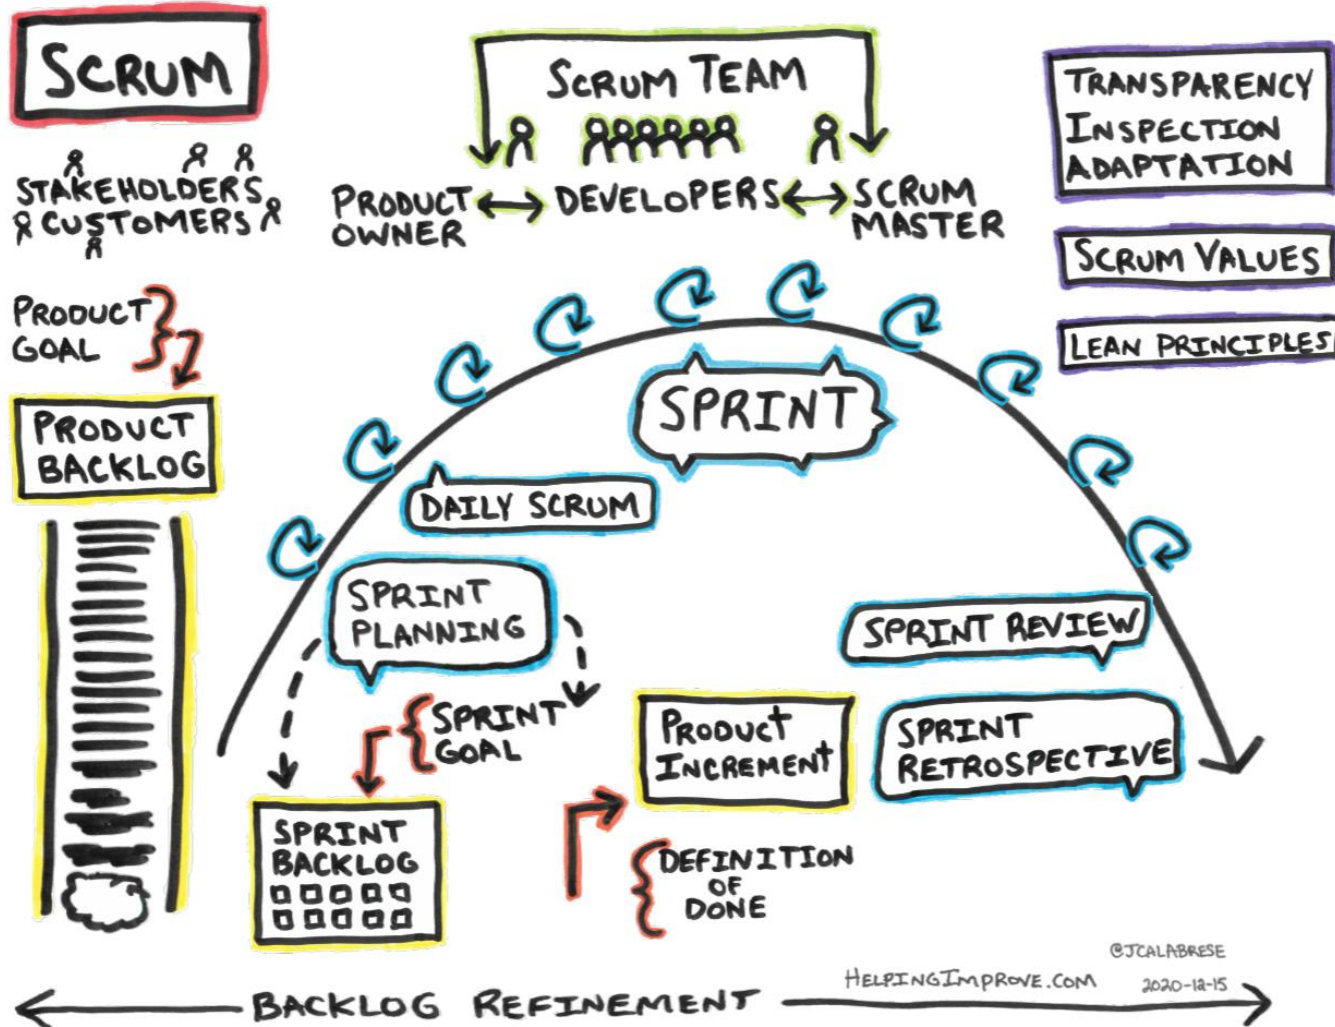 SCRUM
STAKEHOLDERS
CUSTOMERS
SCRUM TEAM
PRODUCT
OWNER
DEVELOPERS
SCRUM
MASTER
TRANSPARENCY
INSPECTION
ADAPTATION
SCRUM VALUES
LEAN PRINCIPLES
PRODUCT
GOAL
PRODUCT
BACKLOG
SPRINT
DAILY SCRUM
SPRINT
PLANNING
SPRINT
GOAL
SPRINT
BACKLOG
PRODUCT
INCREMENT
DEFINITION
OF
DONE
SPRINT REVIEW
SPRINT
RETROSPECTIVE
@JCALABRESE
HELPINGIMPROVE.COM
2020-12-15
BACKLOG REFINEMENT